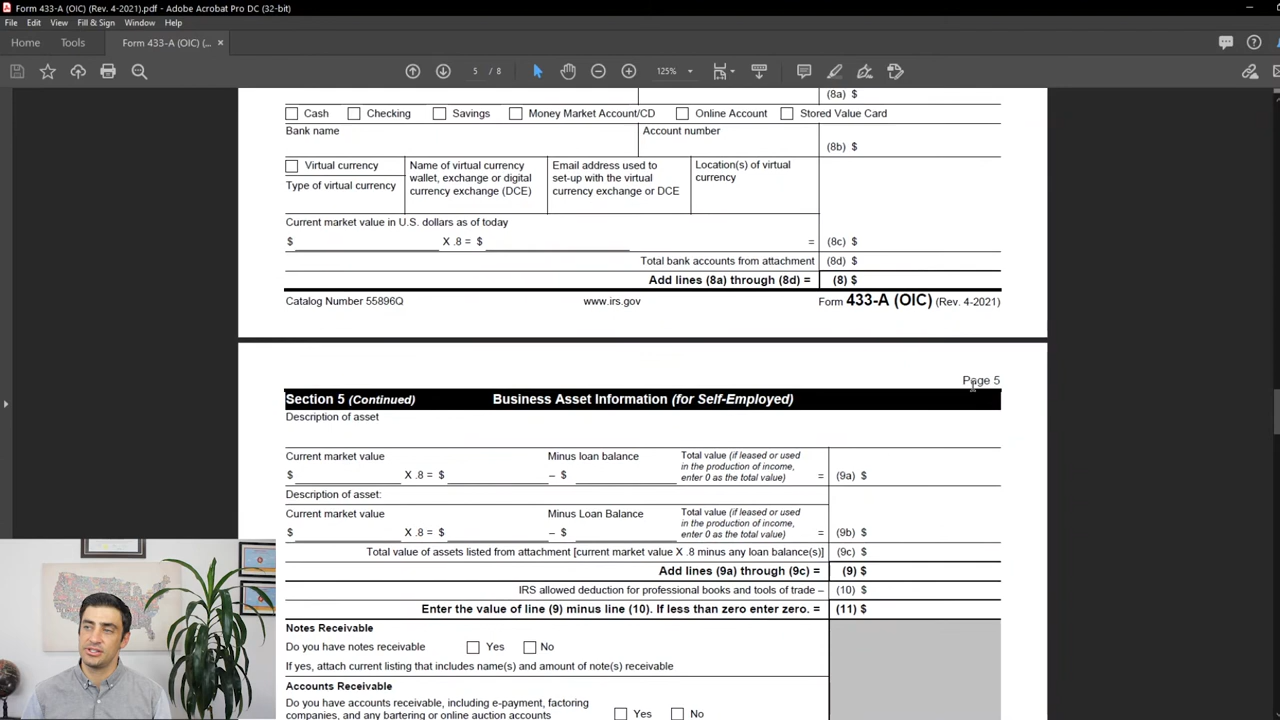 Form 433-A (OIC) (Rev. 4-2021).pdf - Adobe Acrobat Pro DC (32-bit)
File Edit View Fill & Sign Window Help
Home Tools Form 433-A (OIC) (... ×
5 / 8 125%
(8a) $
Cash Checking Savings Money Market Account/CD Online Account Stored Value Card
Bank name Account number
(8b) $
Virtual currency
Type of virtual currency
Name of virtual currency
wallet, exchange or digital
currency exchange (DCE)
Email address used to
set-up with the virtual
currency exchange or DCE
Location(s) of virtual
currency
Current market value in U.S. dollars as of today
$ X .8 = $ = (8c) $
Total bank accounts from attachment (8d) $
Add lines (8a) through (8d) = (8) $
Catalog Number 55896Q www.irs.gov Form 433-A (OIC) (Rev. 4-2021)
Page 5
Section 5 (Continued) Business Asset Information (for Self-Employed)
Description of asset
Current market value Minus loan balance
Total value (if leased or used
in the production of income,
enter 0 as the total value)
$ X .8 = $ – $ = (9a) $
Description of asset:
Current market value Minus Loan Balance
Total value (if leased or used
in the production of income,
enter 0 as the total value)
$ X .8 = $ – $ = (9b) $
Total value of assets listed from attachment [current market value X .8 minus any loan balance(s)] (9c) $
Add lines (9a) through (9c) = (9) $
IRS allowed deduction for professional books and tools of trade – (10) $
Enter the value of line (9) minus line (10). If less than zero enter zero. = (11) $
Notes Receivable
Do you have notes receivable Yes No
If yes, attach current listing that includes name(s) and amount of note(s) receivable
Accounts Receivable
Do you have accounts receivable, including e-payment, factoring
companies, and any bartering or online auction accounts Yes No